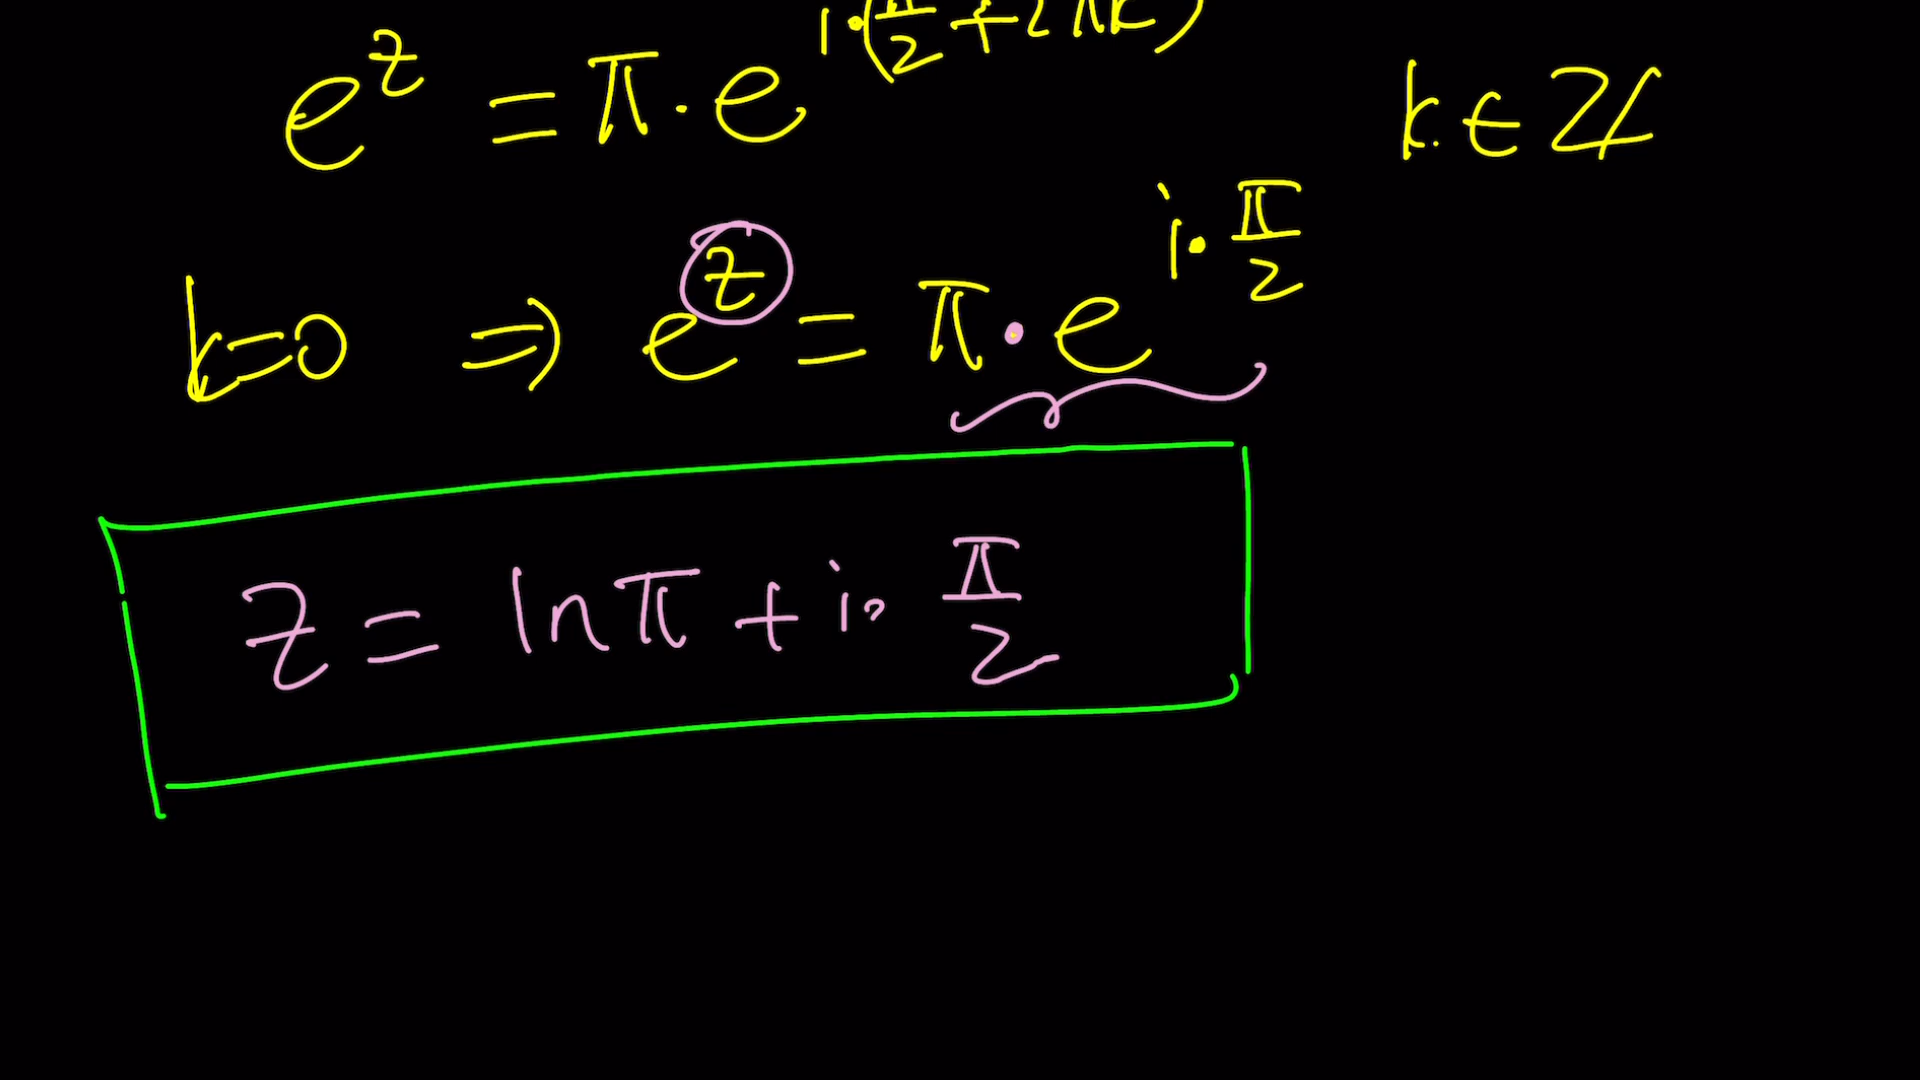 e^z = π · e^{i·(π/2 + 2πk)} k ∈ ℤ
k=0 ⇒ e^z = π · e^{i·π/2}
z = ln π + i · π/2